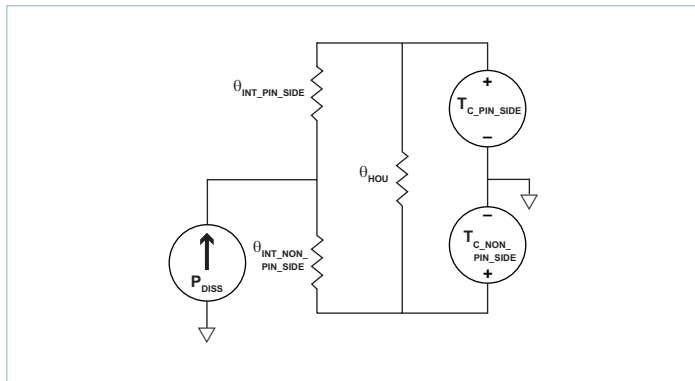 θINT_PIN_SIDE
+
TC_PIN_SIDE
–
θHOU
–
θINT_NON_
PIN_SIDE
TC_NON_
PIN_SIDE
+
PDISS